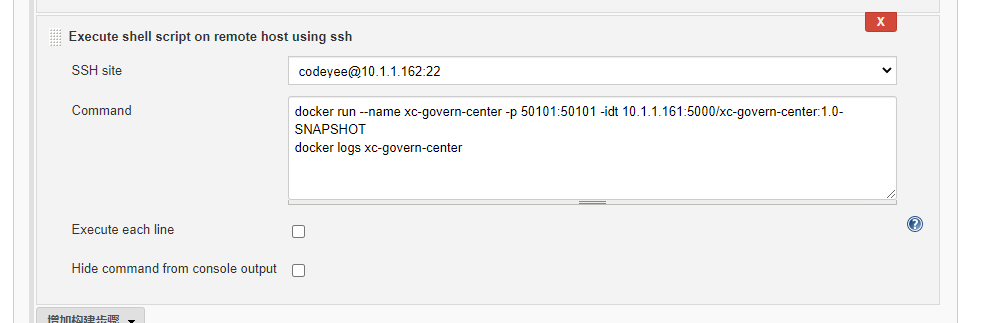 X
Execute shell script on remote host using ssh
SSH site
codeyee@10.1.1.162:22
Command
docker run --name xc-govern-center -p 50101:50101 -idt 10.1.1.161:5000/xc-govern-center:1.0-
SNAPSHOT
docker logs xc-govern-center
Execute each line
?
Hide command from console output
增加构建步骤